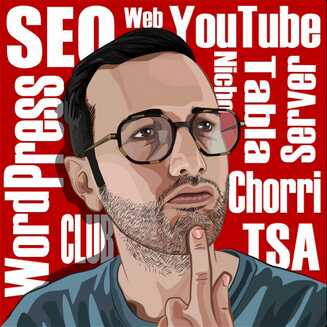 SEO
Web
YouTube
WordPress
Nicho
Tabla
Server
Chorri
CLUB
TSA